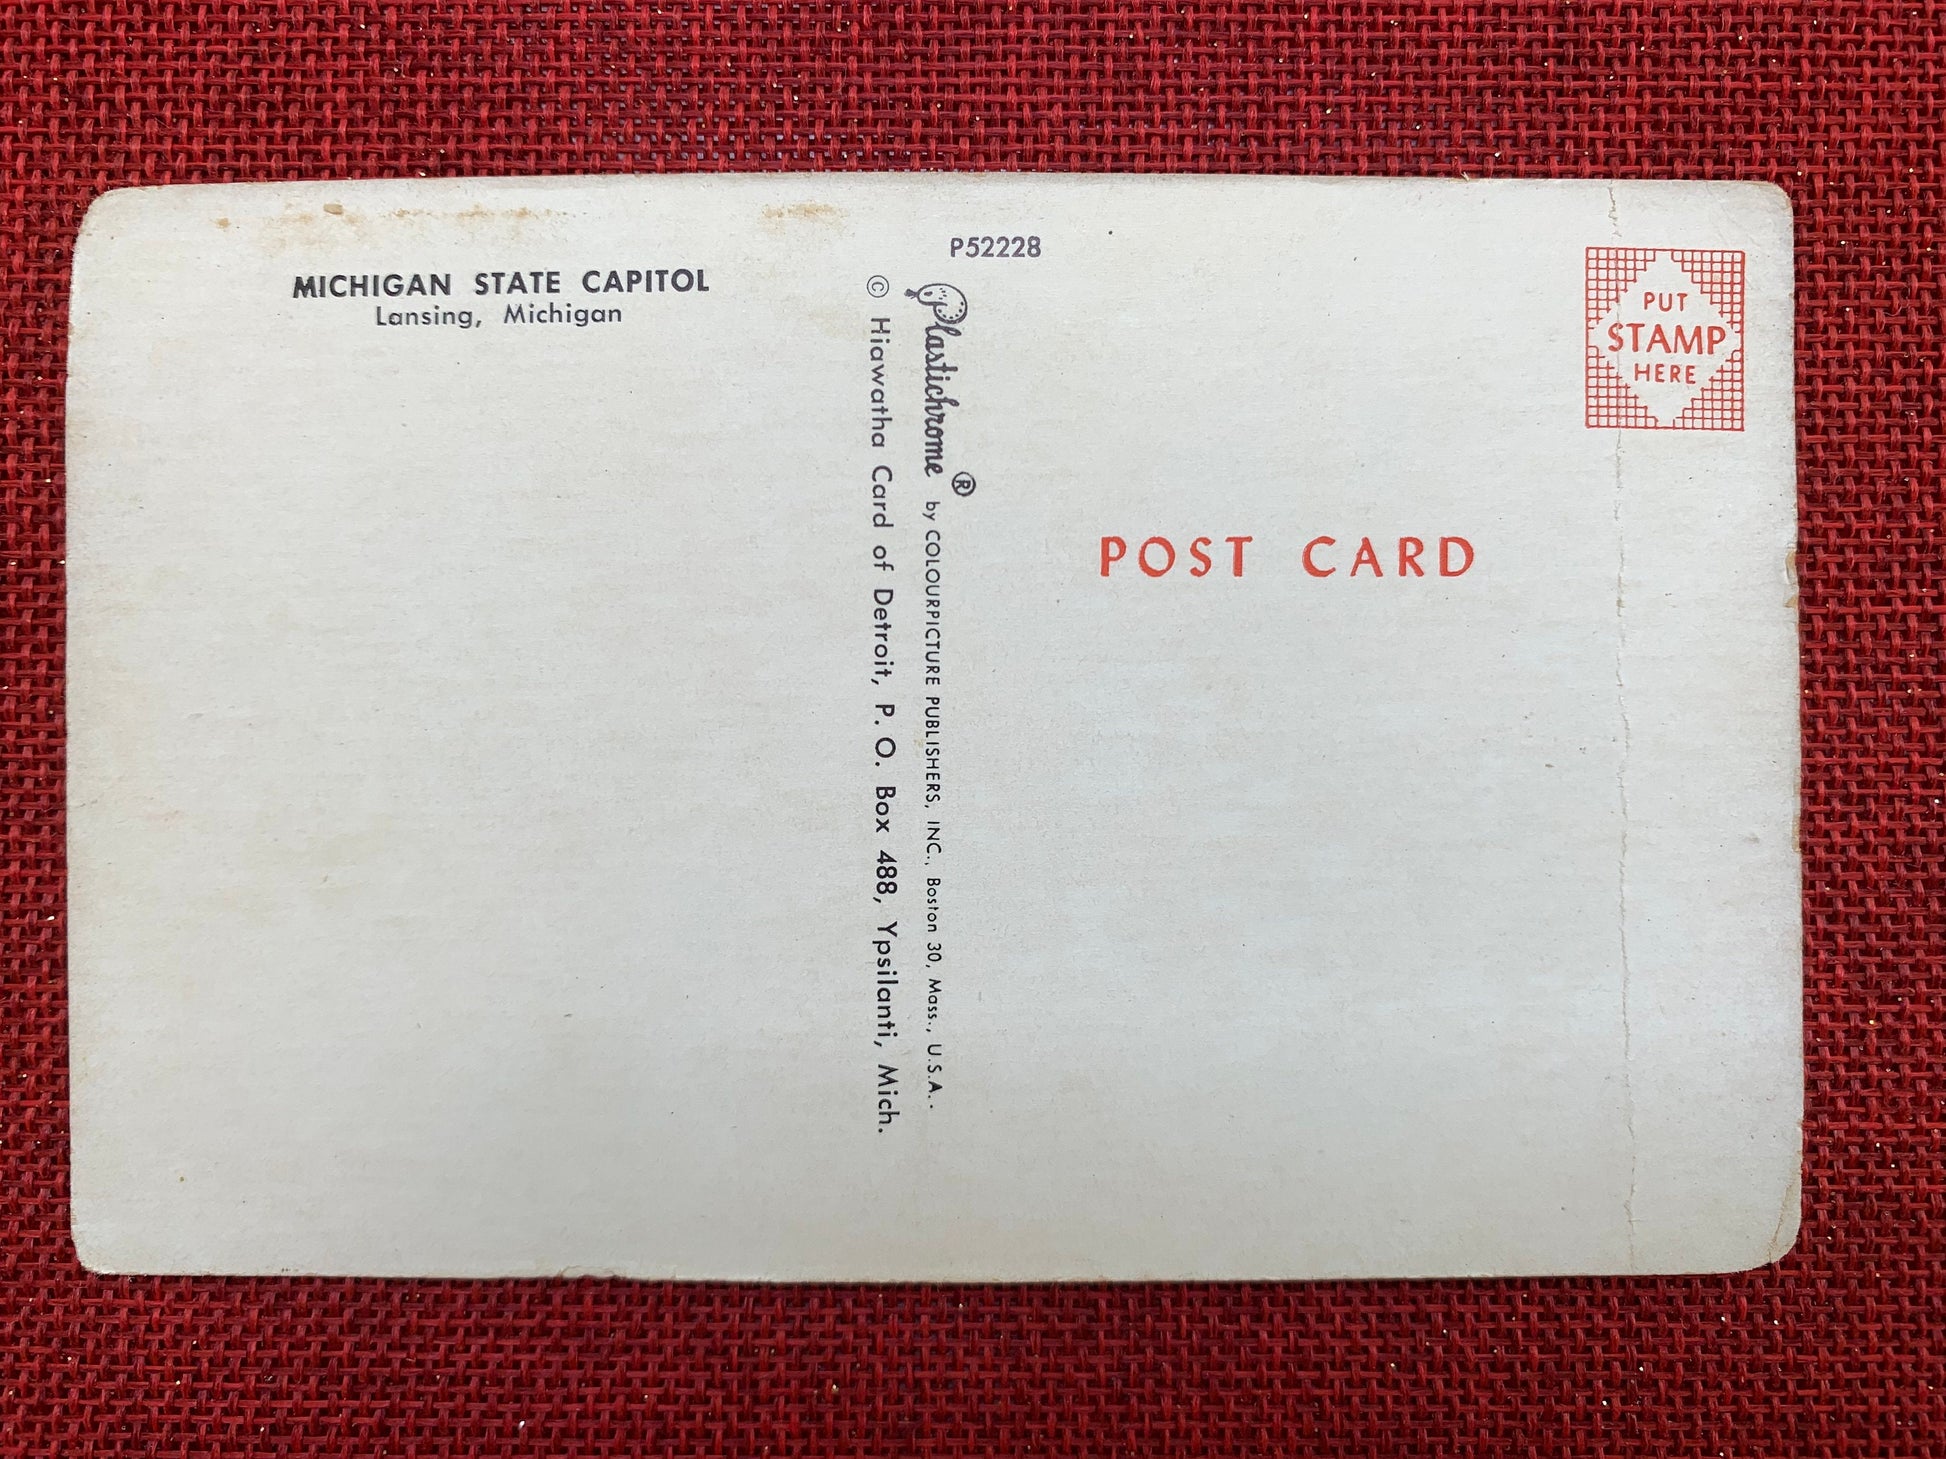 MICHIGAN STATE CAPITOL
Lansing, Michigan
P52228
© Hiawatha Card of Detroit, P. O. Box 488, Ypsilanti, Mich.
Plastichrome® by COLOURPICTURE PUBLISHERS, INC., Boston 30, Mass., U.S.A..
PUT
STAMP
HERE
POST CARD